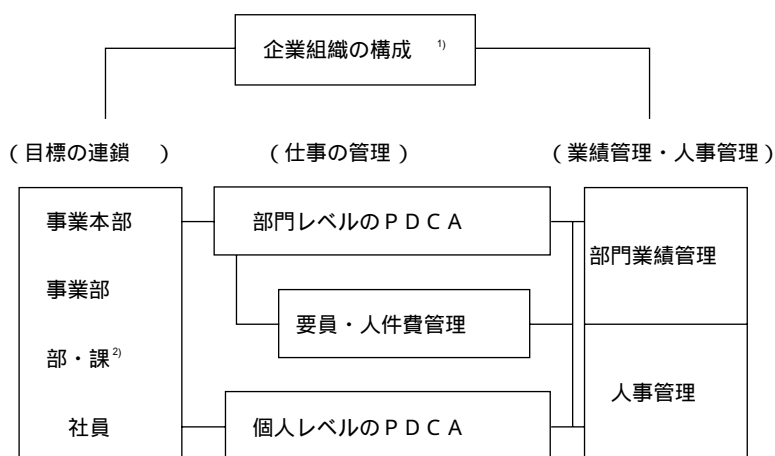 企業組織の構成 1)
(目標の連鎖 ) (仕事の管理) (業績管理・人事管理)
事業本部 部門レベルのPDCA
部門業績管理
事業部
要員・人件費管理
部・課2)
人事管理
社員 個人レベルのPDCA